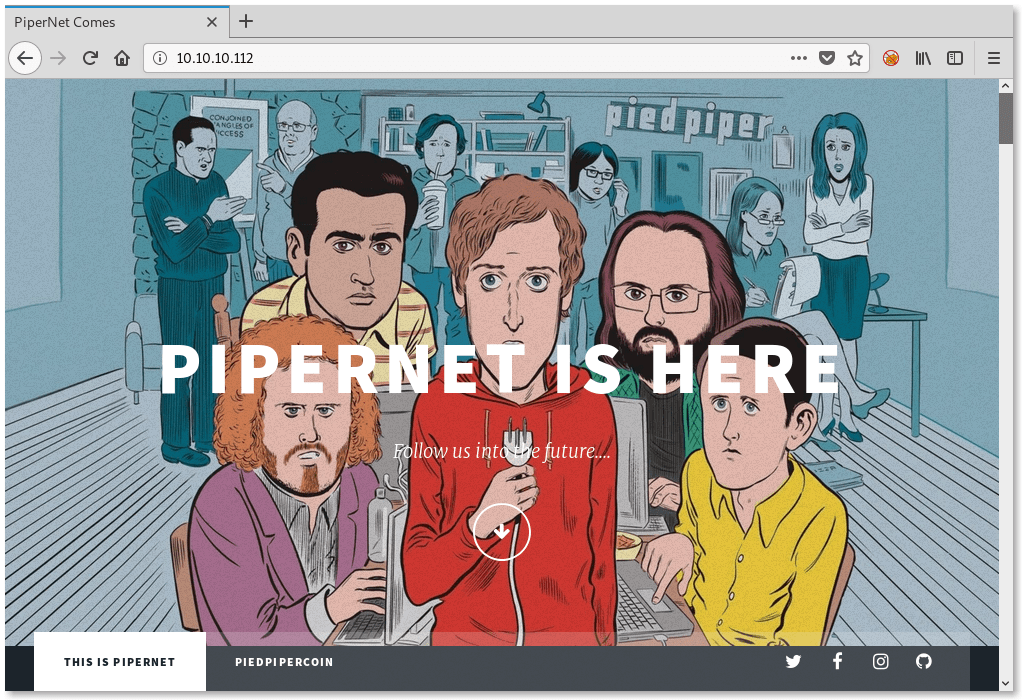 PiperNet Comes
10.10.10.112
CONJOINED
TRIANGLES OF
SUCCESS
pied piper
PIPERNET IS HERE
Follow us into the future....
THIS IS PIPERNET
PIEDPIPERCOIN